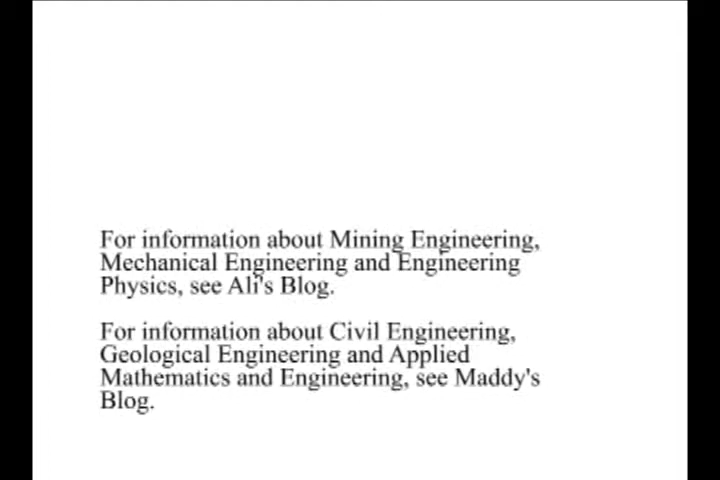 For information about Mining Engineering,
Mechanical Engineering and Engineering
Physics, see Ali's Blog.
For information about Civil Engineering,
Geological Engineering and Applied
Mathematics and Engineering, see Maddy's
Blog.